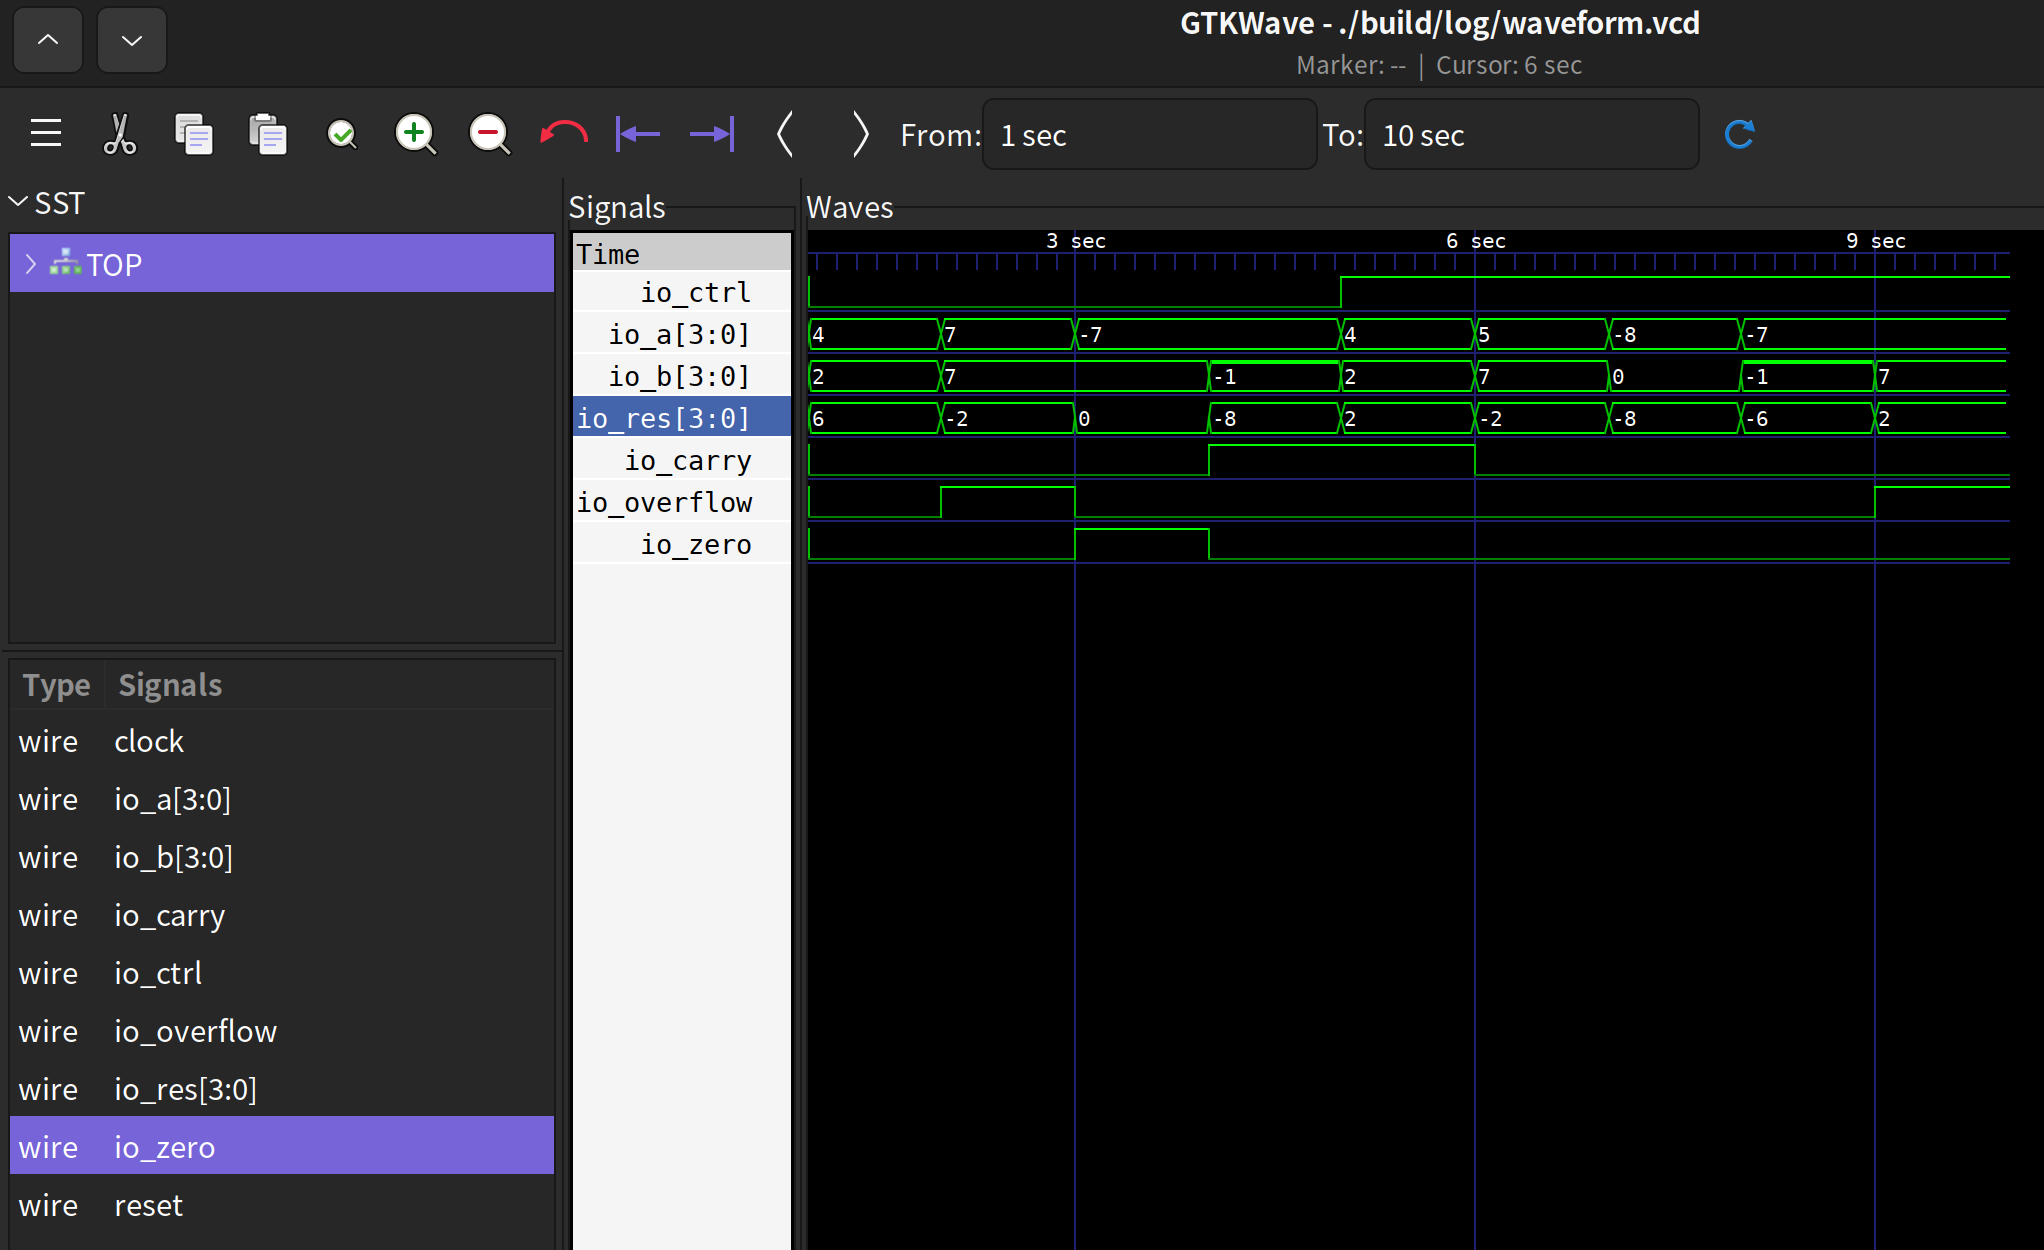 GTKWave - ./build/log/waveform.vcd
Marker: -- | Cursor: 6 sec
From: 1 sec To: 10 sec
SST
TOP
Type Signals
wire clock
wire io_a[3:0]
wire io_b[3:0]
wire io_carry
wire io_ctrl
wire io_overflow
wire io_res[3:0]
wire io_zero
wire reset
Signals
Time
io_ctrl
io_a[3:0]
io_b[3:0]
io_res[3:0]
io_carry
io_overflow
io_zero
Waves
3 sec 6 sec 9 sec
4 7 -7 4 5 -8 -7
2 7 -1 2 7 0 -1 7
6 -2 0 -8 2 -2 -8 -6 2